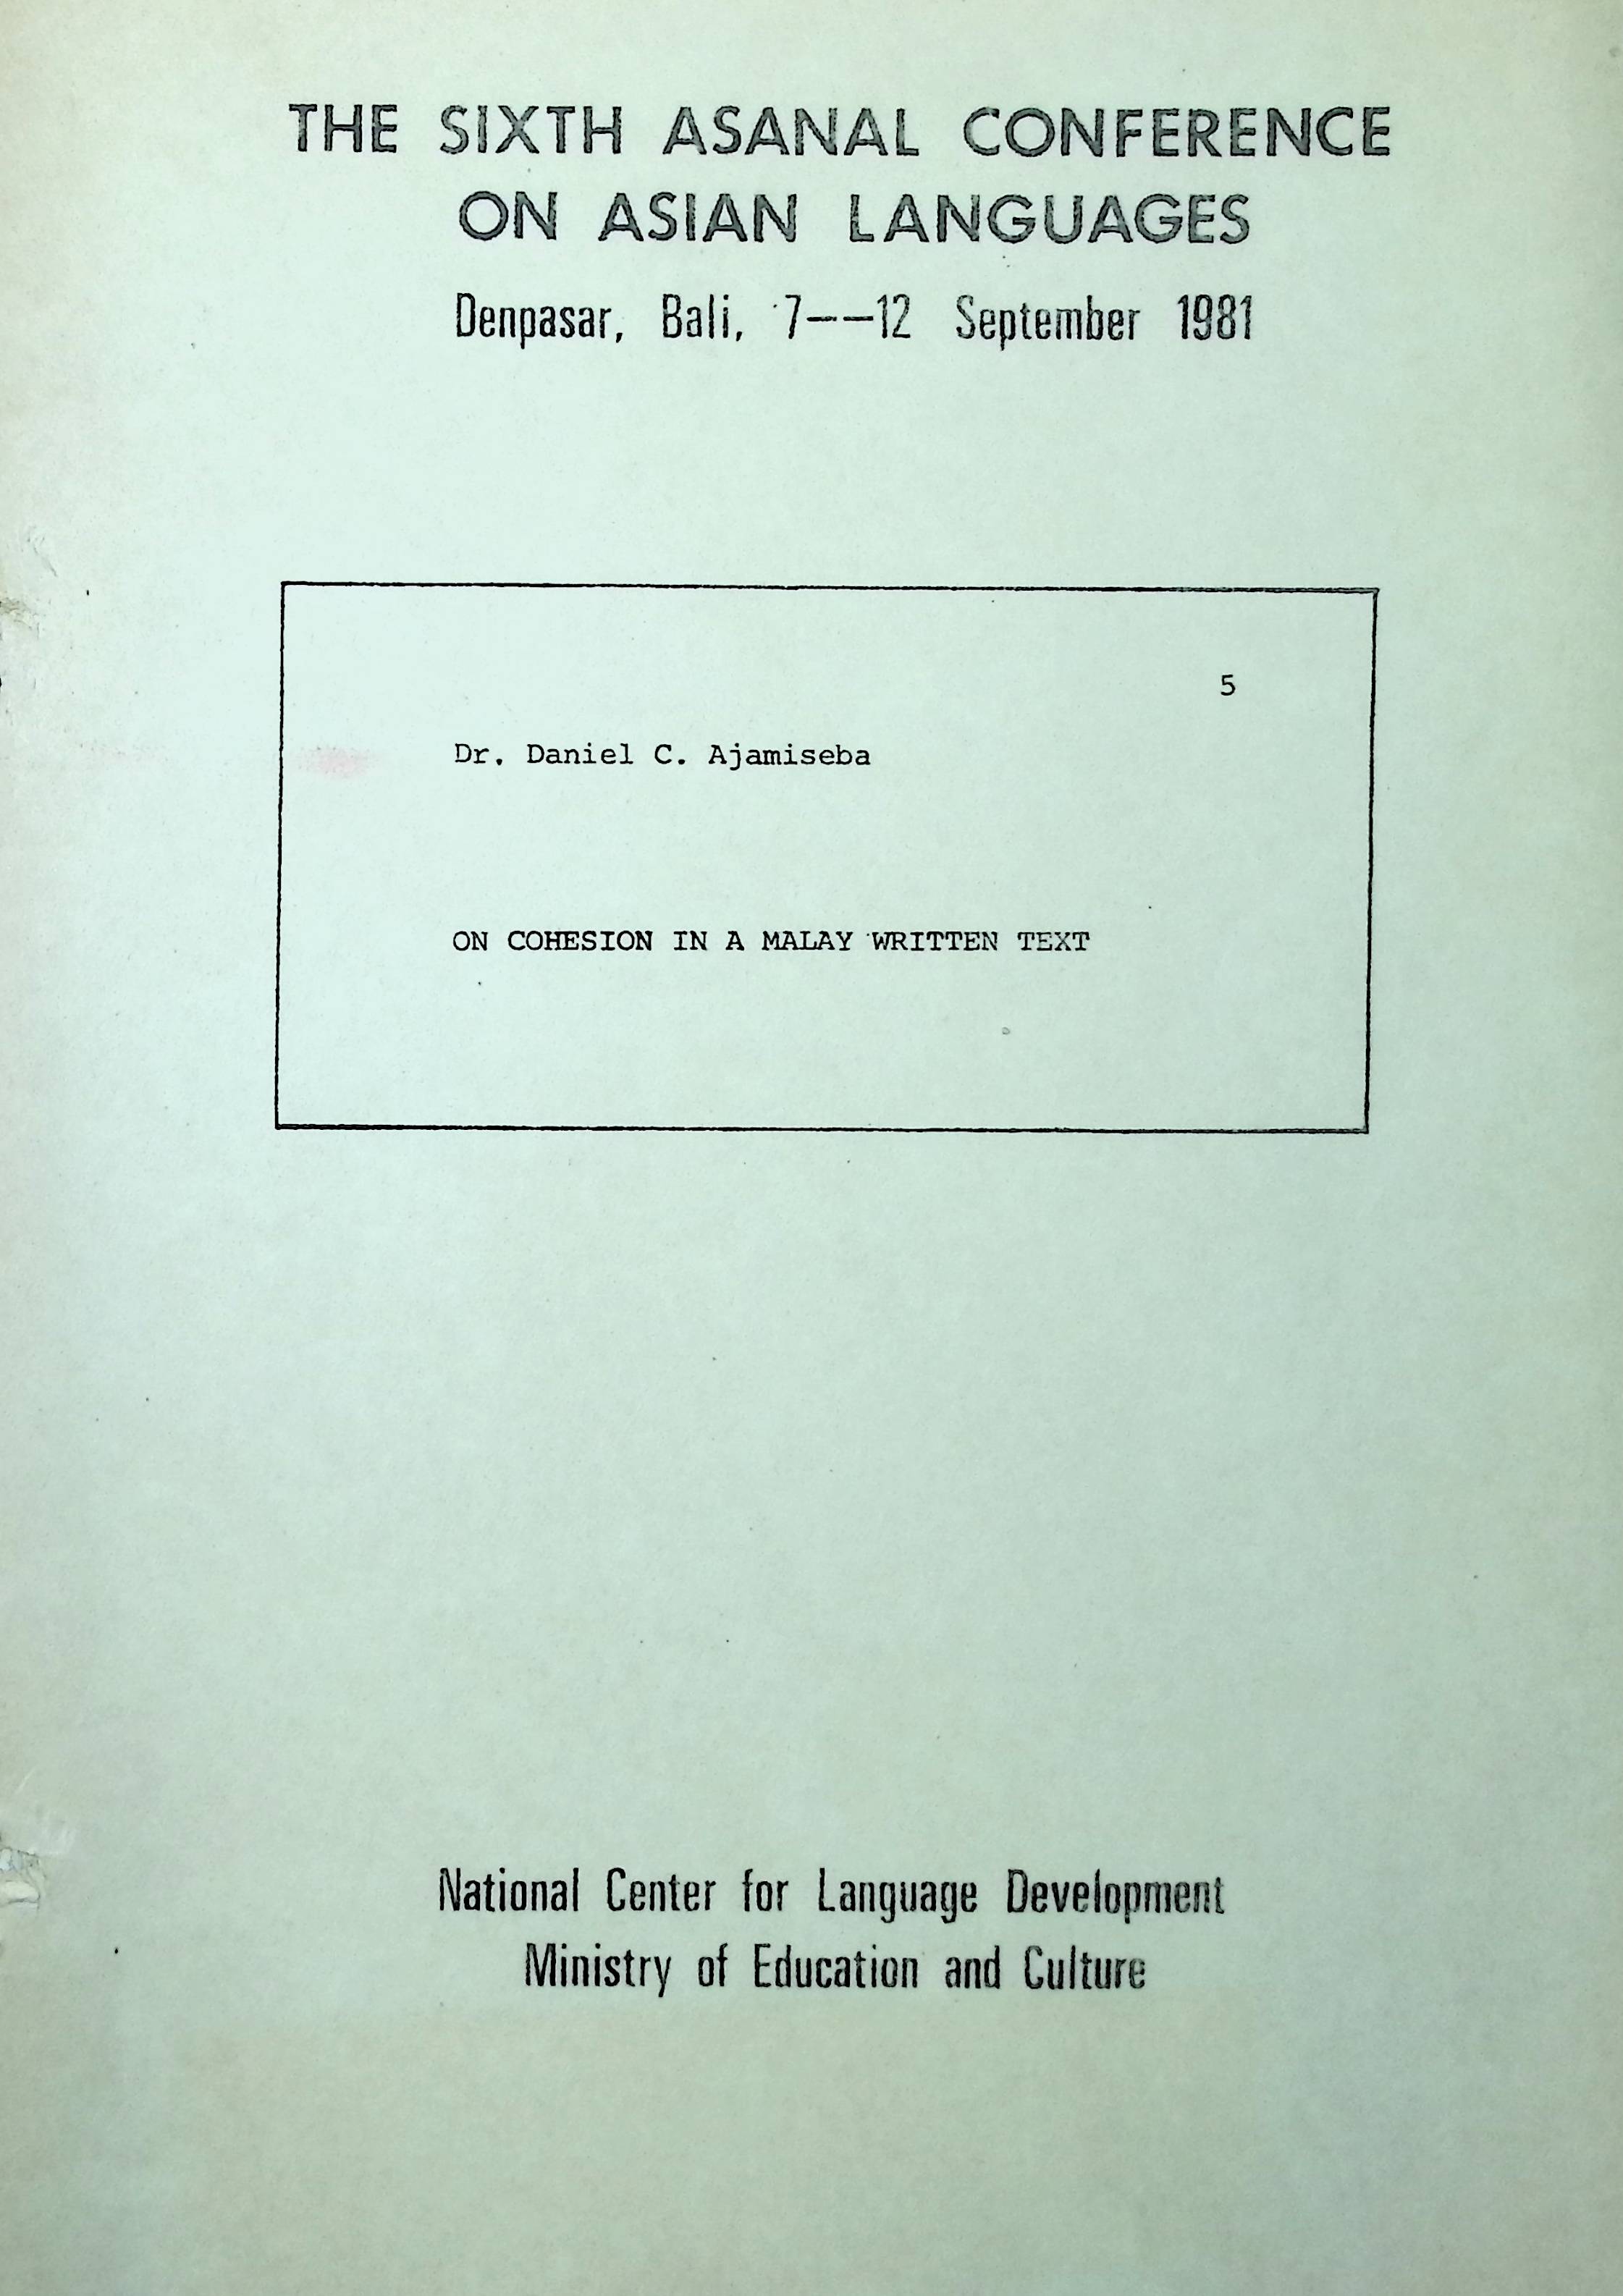 THE SIXTH ASANAL CONFERENCE
ON ASIAN LANGUAGES
Denpasar, Bali, 7--12 September 1981
5
Dr. Daniel C. Ajamiseba
ON COHESION IN A MALAY WRITTEN TEXT
National Center for Language Development
Ministry of Education and Culture